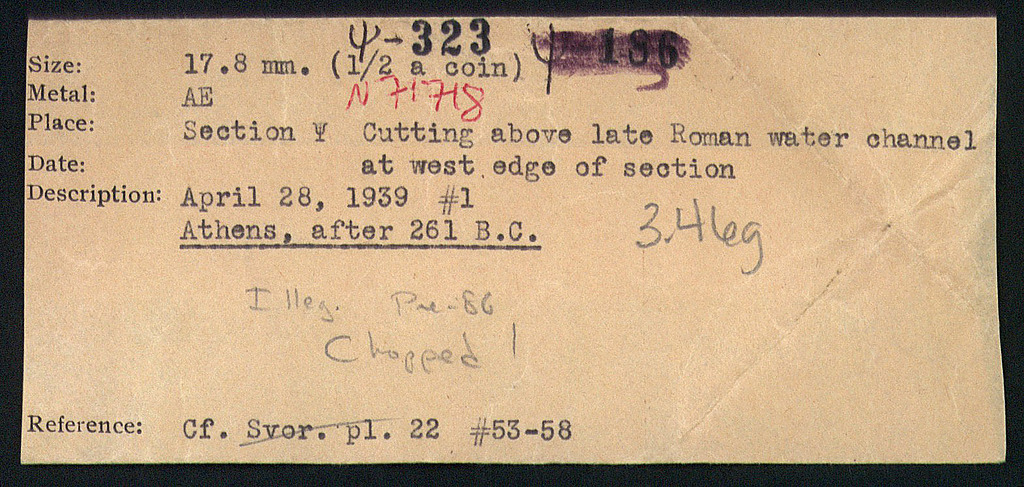 Ψ-323 Ψ 186
Size: 17.8 mm. (1/2 a coin)
Metal: AE N 71718
Place: Section Ψ Cutting above late Roman water channel
at west edge of section
Date:
Description: April 28, 1939 #1
Athens, after 261 B.C.
3.46g
Illeg. Pre-86
Chopped!
Reference: Cf. Svor. pl. 22 #53-58